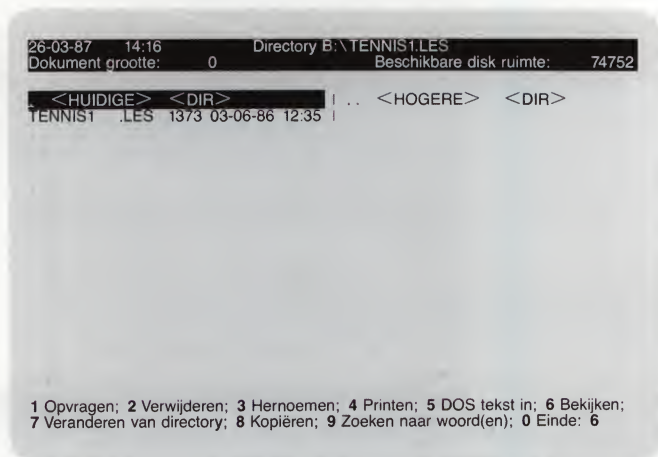 26-03-87 14:16 Directory B:\TENNIS1.LES
Dokument grootte: 0 Beschikbare disk ruimte: 74752
. <HUIDIGE> <DIR> | .. <HOGERE> <DIR>
TENNIS1 .LES 1373 03-06-86 12:35 |
1 Opvragen; 2 Verwijderen; 3 Hernoemen; 4 Printen; 5 DOS tekst in; 6 Bekijken;
7 Veranderen van directory; 8 Kopiëren; 9 Zoeken naar woord(en); 0 Einde: 6